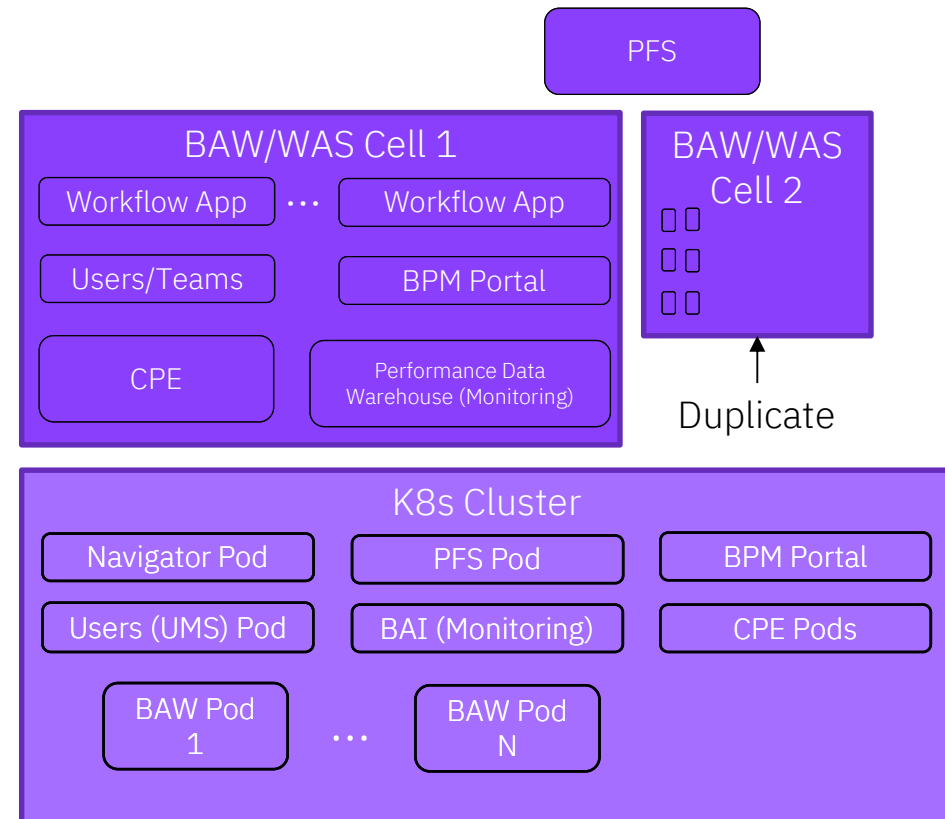 PFS
BAW/WAS Cell 1
Workflow App
...
Workflow App
Users/Teams
BPM Portal
CPE
Performance Data
Warehouse (Monitoring)
BAW/WAS
Cell 2
Duplicate
K8s Cluster
Navigator Pod
PFS Pod
BPM Portal
Users (UMS) Pod
BAI (Monitoring)
CPE Pods
BAW Pod
1
...
BAW Pod
N